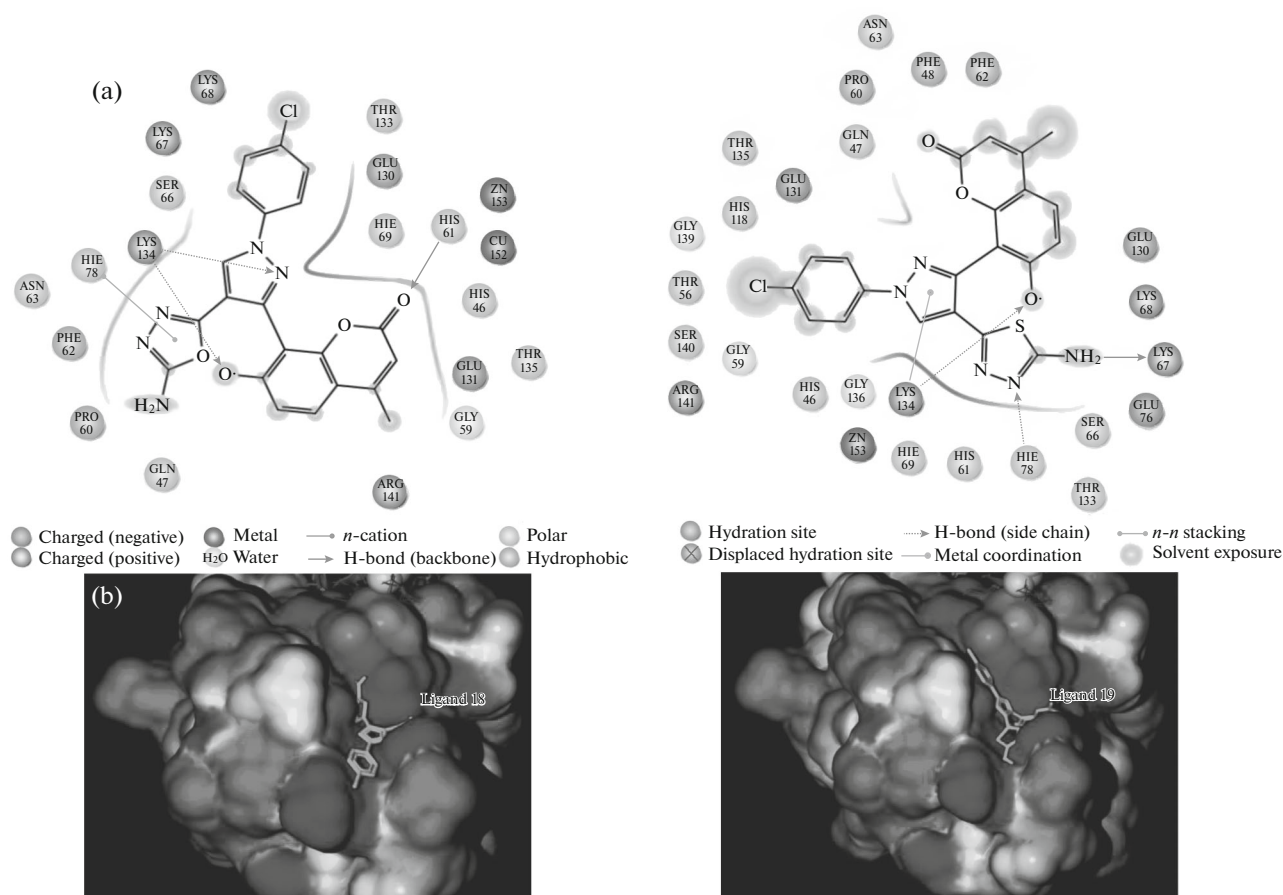 (a)
LYS
68
Cl
THR
133
LYS
67
GLU
130
SER
66
ZN
153
HIE
69
HIS
61
LYS
134
N
CU
152
HIE
78
N
ASN
63
HIS
46
N
O
N
O
O
PHE
62
THR
135
O·
GLU
131
H2N
PRO
60
GLY
59
GLN
47
ARG
141
ASN
63
PHE
48
PHE
62
PRO
60
GLN
47
THR
135
O
GLU
131
O
HIS
118
GLY
139
GLU
130
N
THR
56
Cl
N
O·
LYS
68
SER
140
S
GLY
59
NH2
LYS
67
N
N
ARG
141
HIS
46
GLY
136
LYS
134
GLU
76
SER
66
ZN
153
HIE
69
HIS
61
HIE
78
THR
133
Charged (negative)
Metal
n-cation
Polar
Charged (positive)
H2O Water
H-bond (backbone)
Hydrophobic
Hydration site
H-bond (side chain)
n-n stacking
Displaced hydration site
Metal coordination
Solvent exposure
(b)
Ligand 18
Ligand 19